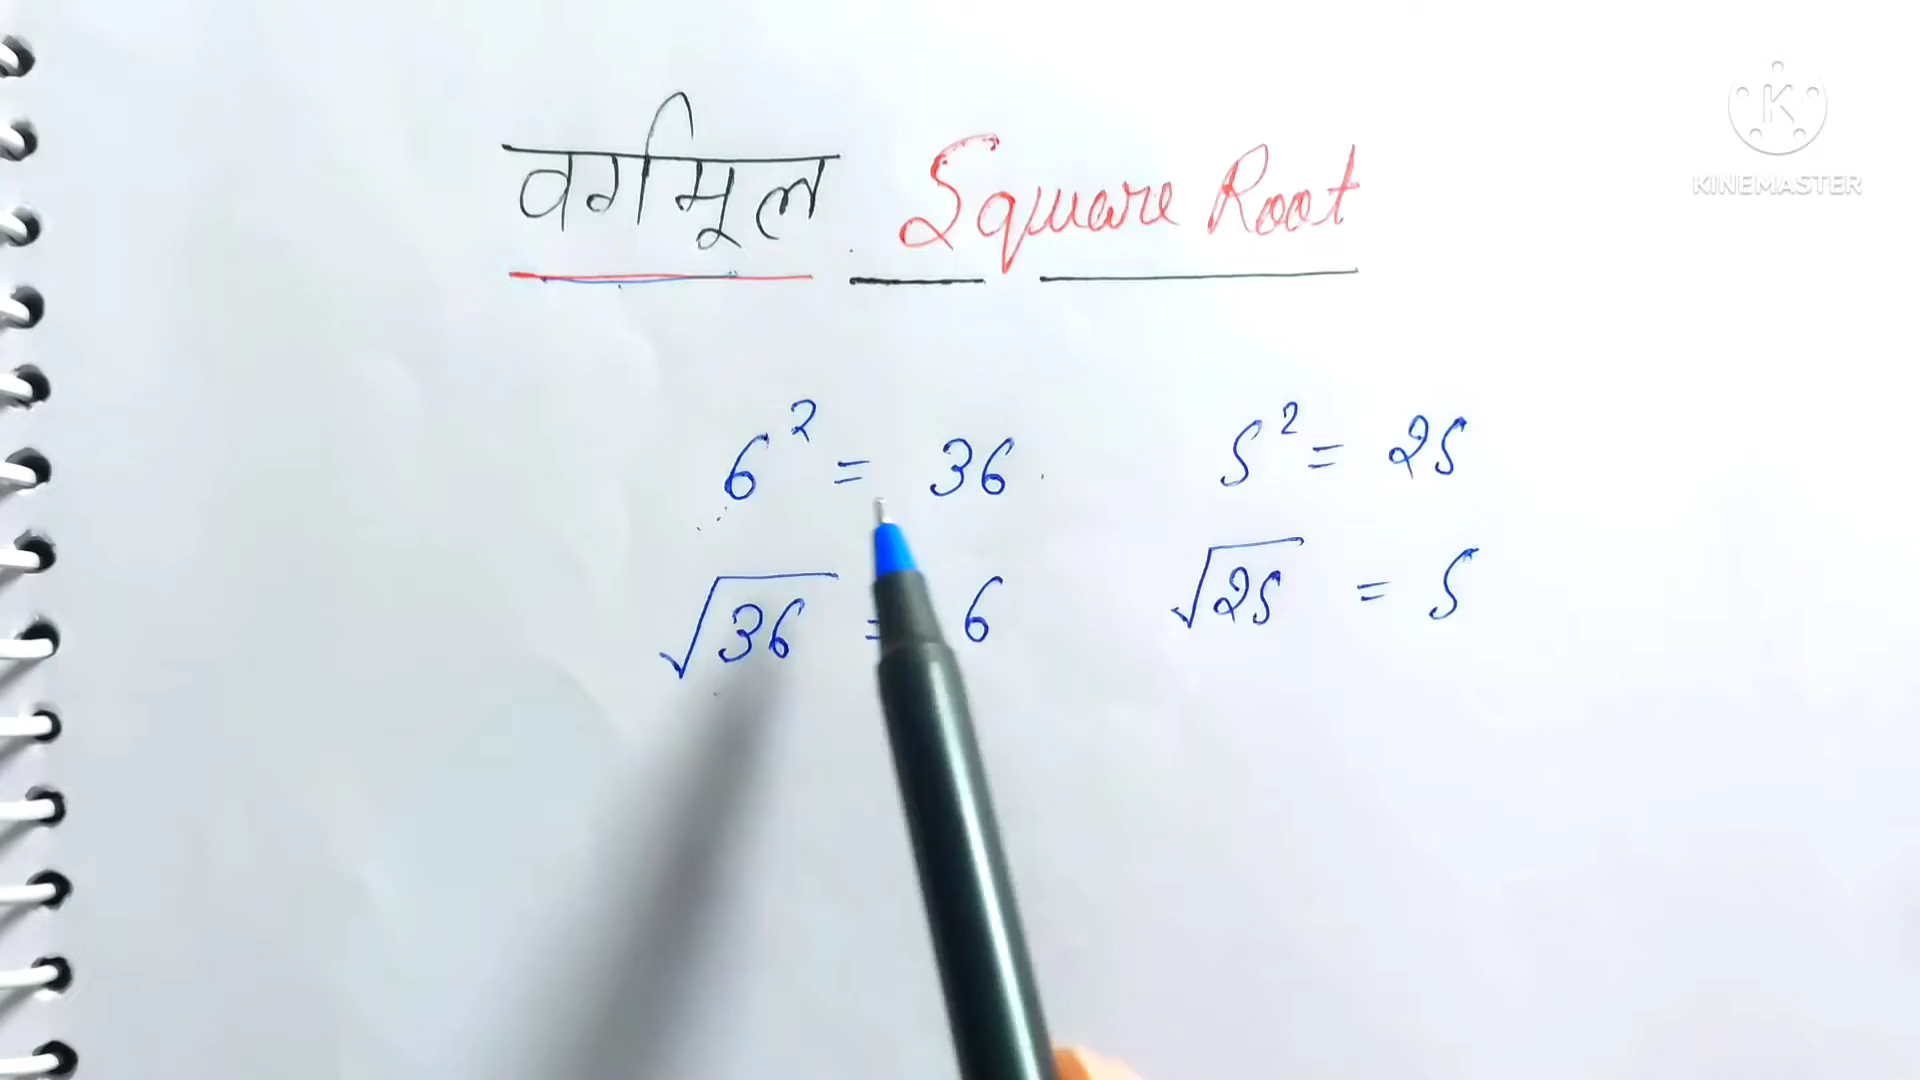 वर्गमूल Square Root
K
KINEMASTER
6² = 36 5² = 25
√36 = 6 √25 = 5